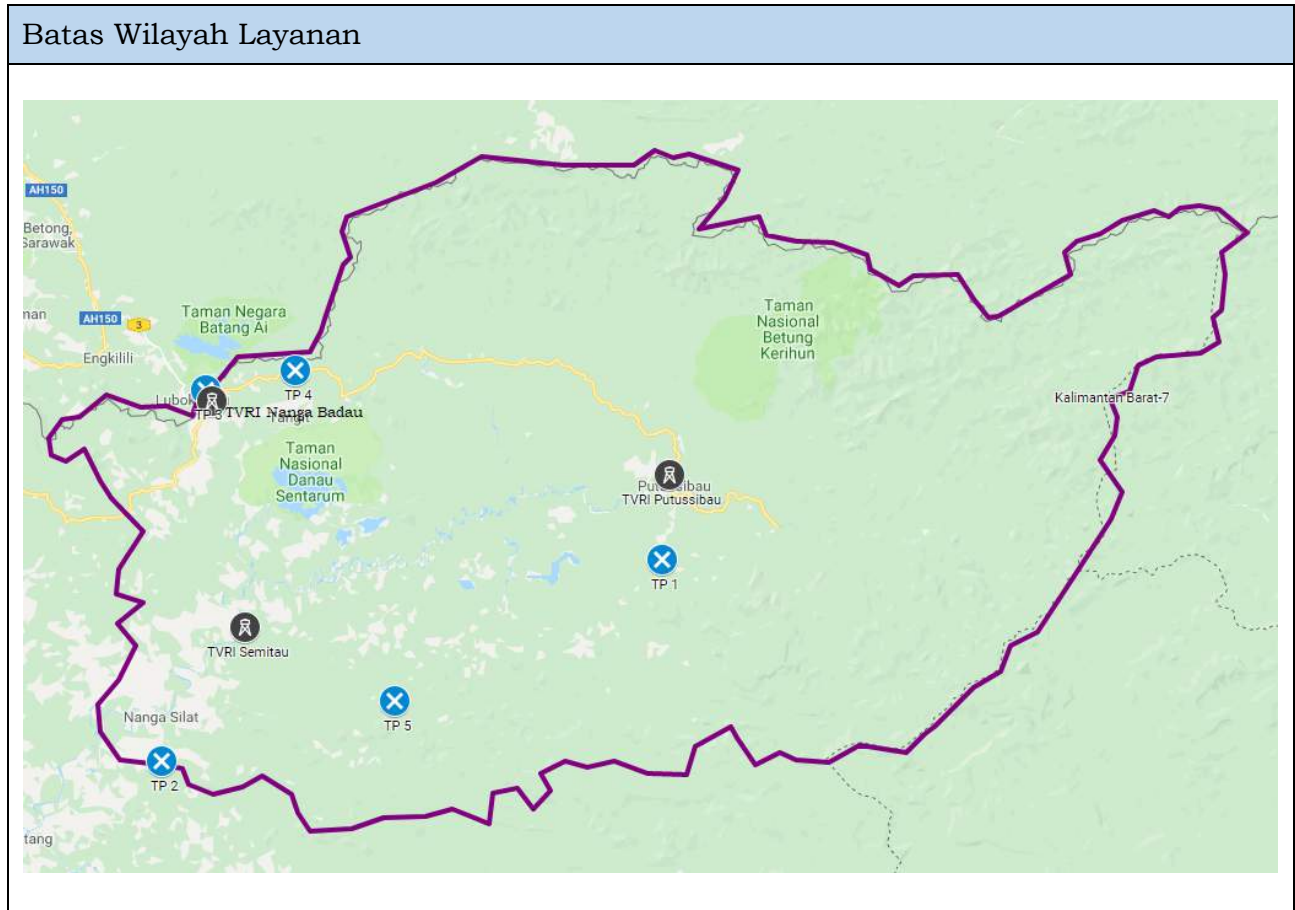 Batas Wilayah Layanan
AH150
Betong,
Sarawak
Taman Negara
Batang Ai
AH150
3
Engkilili
Taman
Nasional
Betung
Kerihun
TP 4
TP 3
TVRI Nanga Badau
Kalimantan Barat-7
Taman
Nasional
Danau
Sentarum
TVRI Putussibau
TP 1
TVRI Semitau
Nanga Silat
TP 5
TP 2
tang